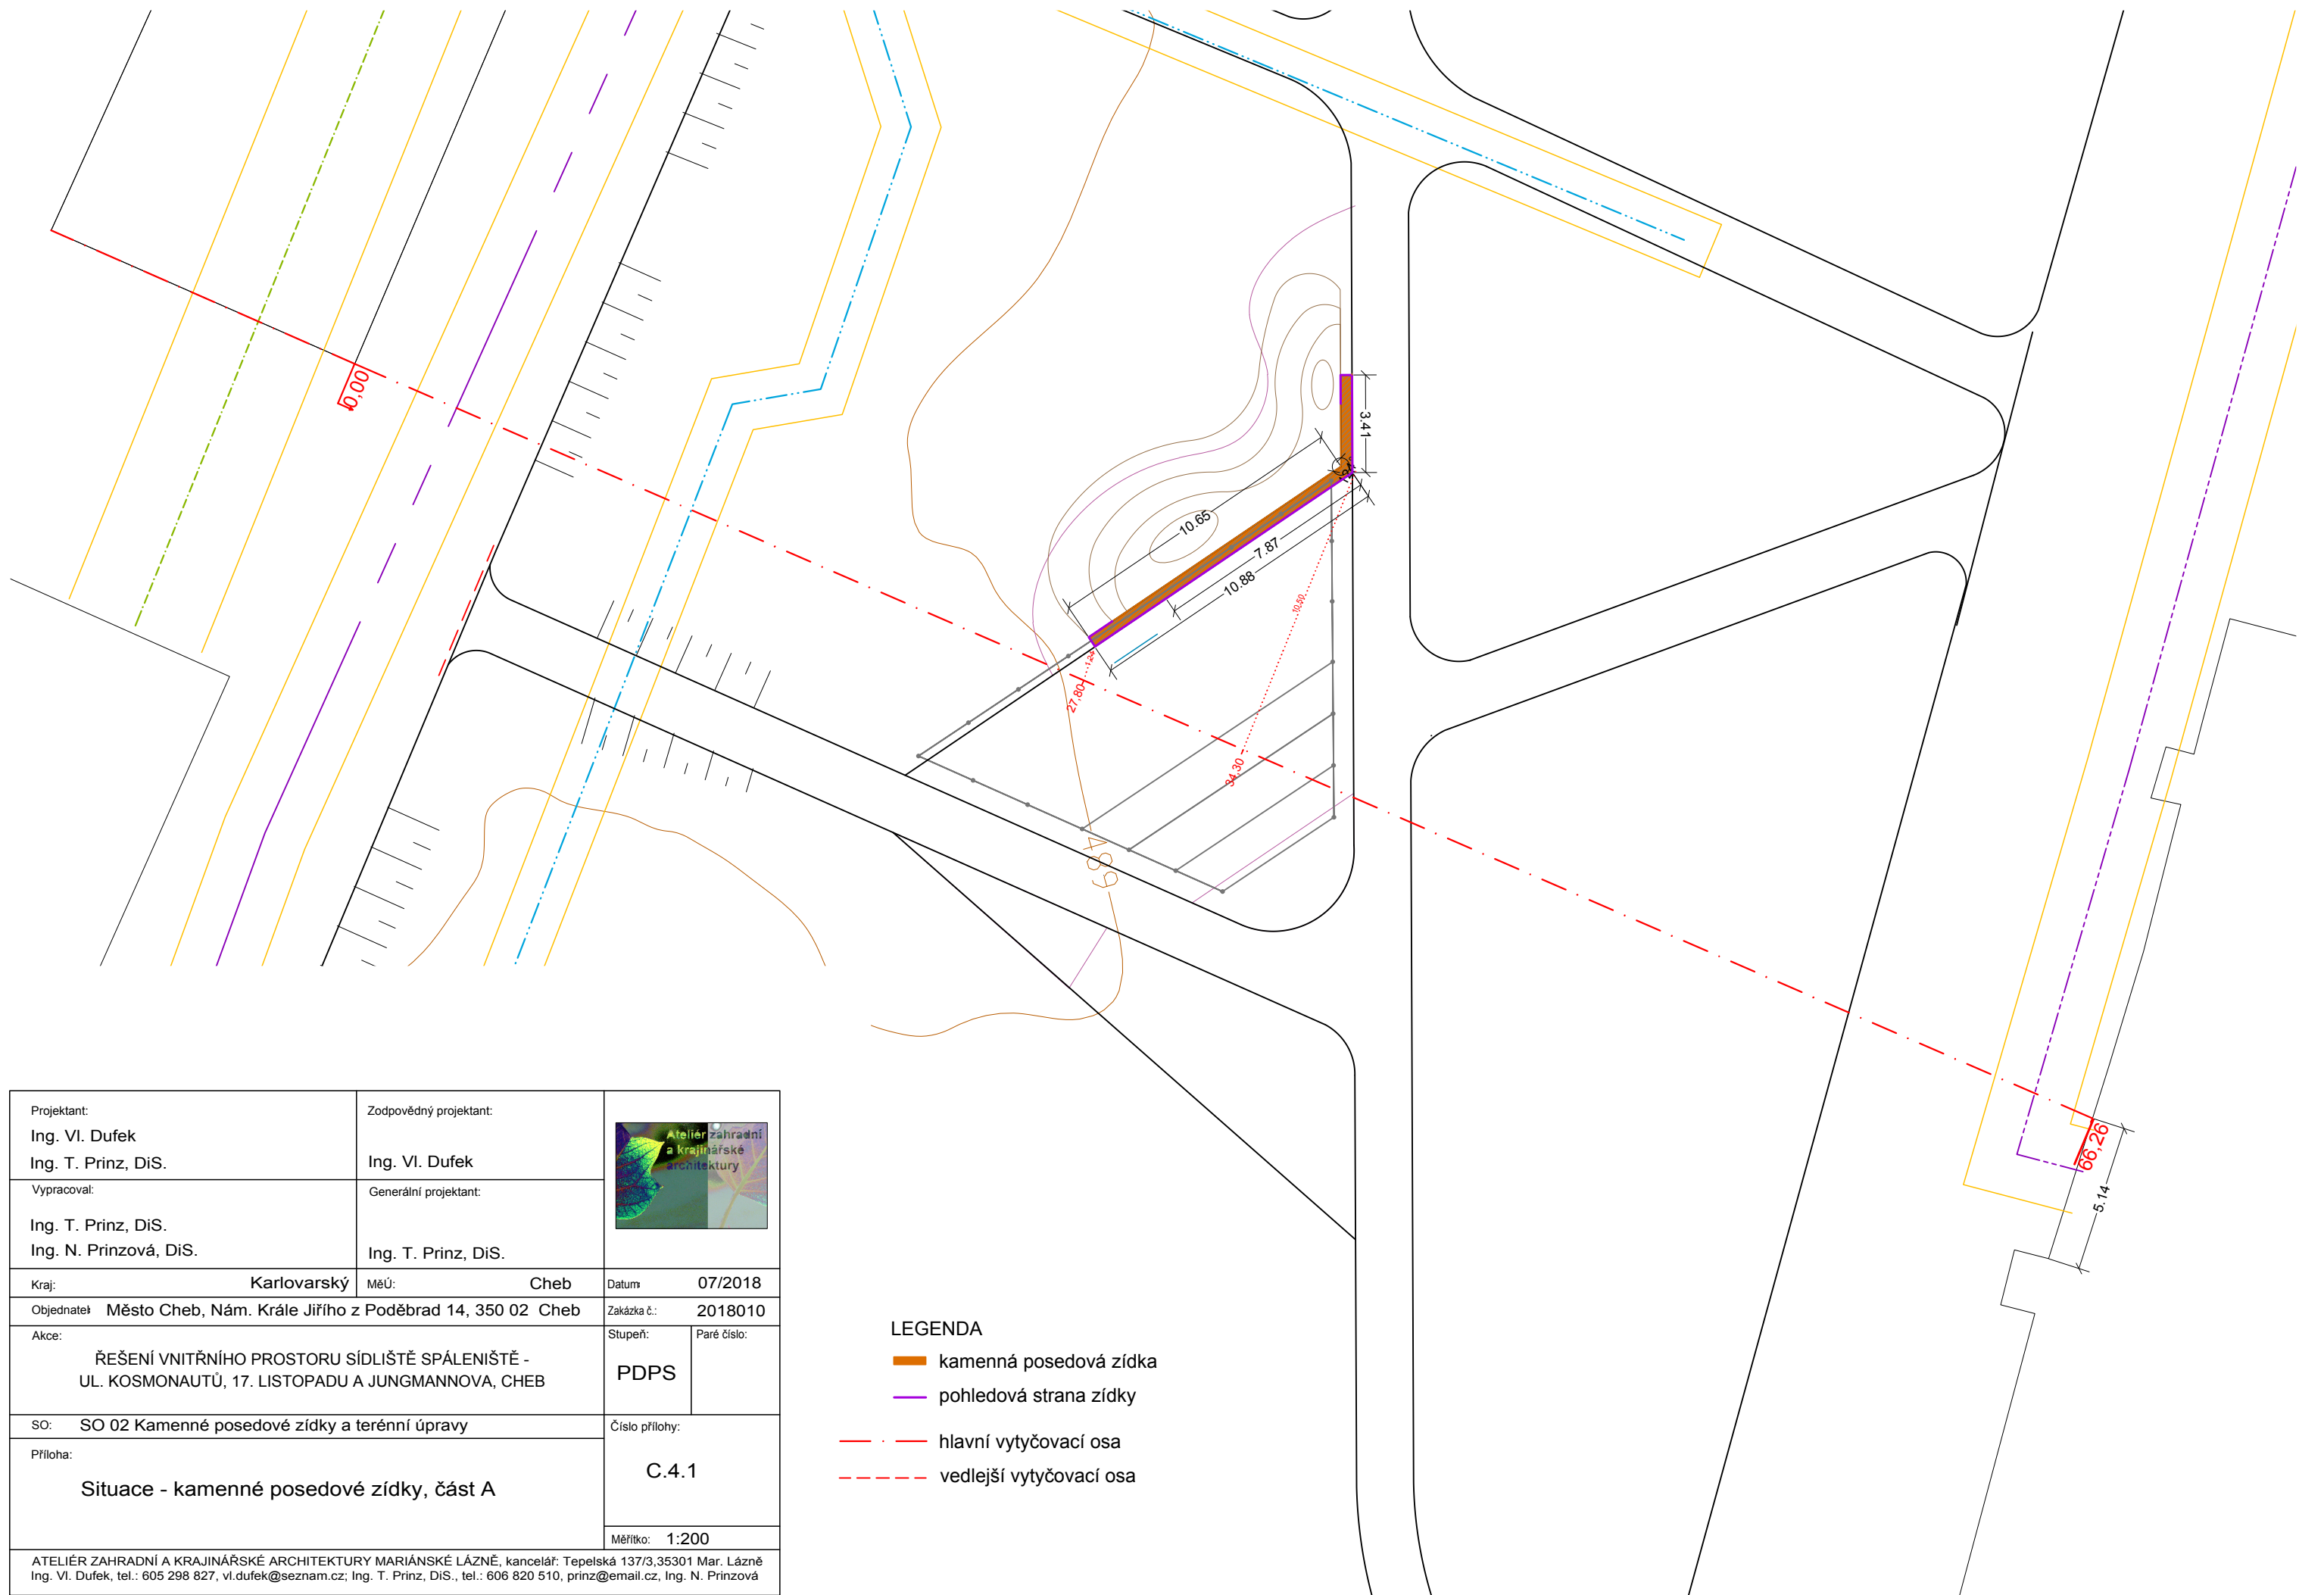 0,00
3.41
10.65
7.87
10.88
10,50
1,24
27,80
34,30
489
66,26
5.14
Projektant:
Ing. Vl. Dufek
Ing. T. Prinz, DiS.
Zodpovědný projektant:
Ing. Vl. Dufek
Ateliér zahradní
a krajinářské
architektury
Vypracoval:
Ing. T. Prinz, DiS.
Ing. N. Prinzová, DiS.
Generální projektant:
Ing. T. Prinz, DiS.
Kraj: Karlovarský
MěÚ: Cheb
Datum: 07/2018
Objednatel: Město Cheb, Nám. Krále Jiřího z Poděbrad 14, 350 02 Cheb
Zakázka č.: 2018010
Akce:
ŘEŠENÍ VNITŘNÍHO PROSTORU SÍDLIŠTĚ SPÁLENIŠTĚ -
UL. KOSMONAUTŮ, 17. LISTOPADU A JUNGMANNOVA, CHEB
Stupeň:
PDPS
Paré číslo:
SO: SO 02 Kamenné posedové zídky a terénní úpravy
Číslo přílohy:
C.4.1
Příloha:
Situace - kamenné posedové zídky, část A
Měřítko: 1:200
ATELIÉR ZAHRADNÍ A KRAJINÁŘSKÉ ARCHITEKTURY MARIÁNSKÉ LÁZNĚ, kancelář: Tepelská 137/3,35301 Mar. Lázně
Ing. Vl. Dufek, tel.: 605 298 827, vl.dufek@seznam.cz; Ing. T. Prinz, DiS., tel.: 606 820 510, prinz@email.cz, Ing. N. Prinzová
LEGENDA
kamenná posedová zídka
pohledová strana zídky
hlavní vytyčovací osa
vedlejší vytyčovací osa